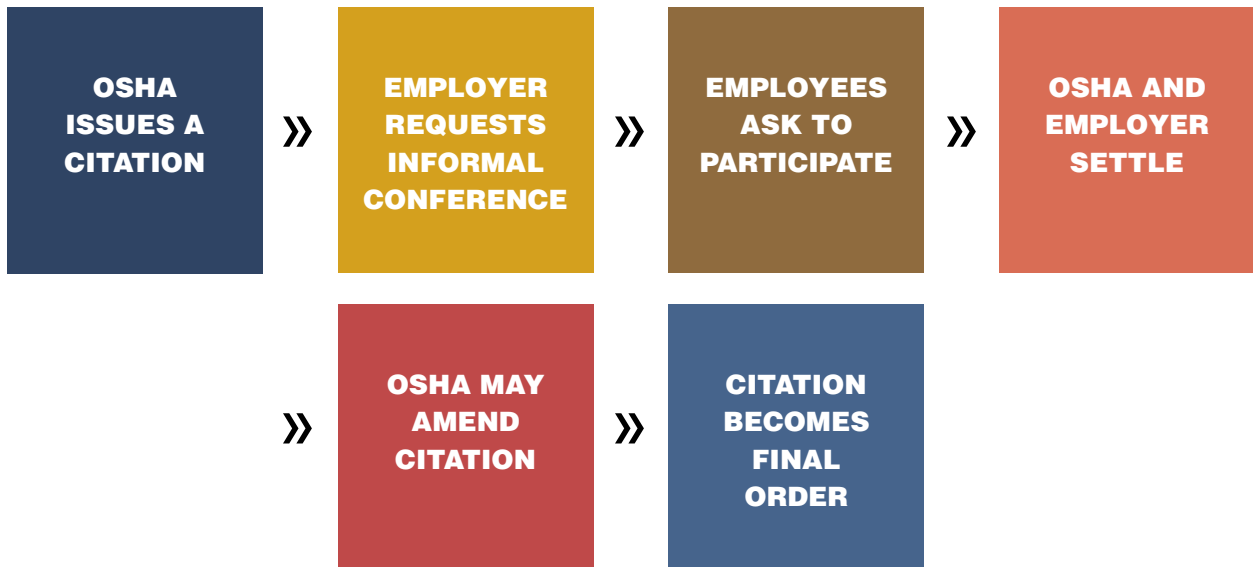 OSHA
ISSUES A
CITATION
»
EMPLOYER
REQUESTS
INFORMAL
CONFERENCE
»
EMPLOYEES
ASK TO
PARTICIPATE
»
OSHA AND
EMPLOYER
SETTLE
»
OSHA MAY
AMEND
CITATION
»
CITATION
BECOMES
FINAL
ORDER